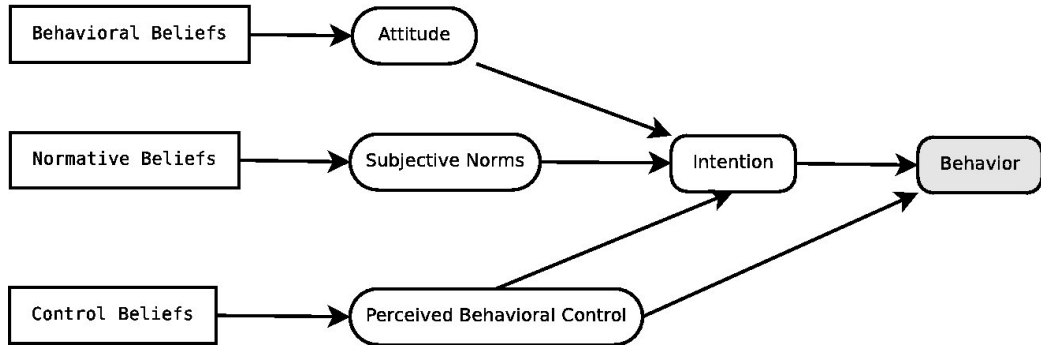 Behavioral Beliefs
Attitude
Normative Beliefs
Subjective Norms
Intention
Behavior
Control Beliefs
Perceived Behavioral Control